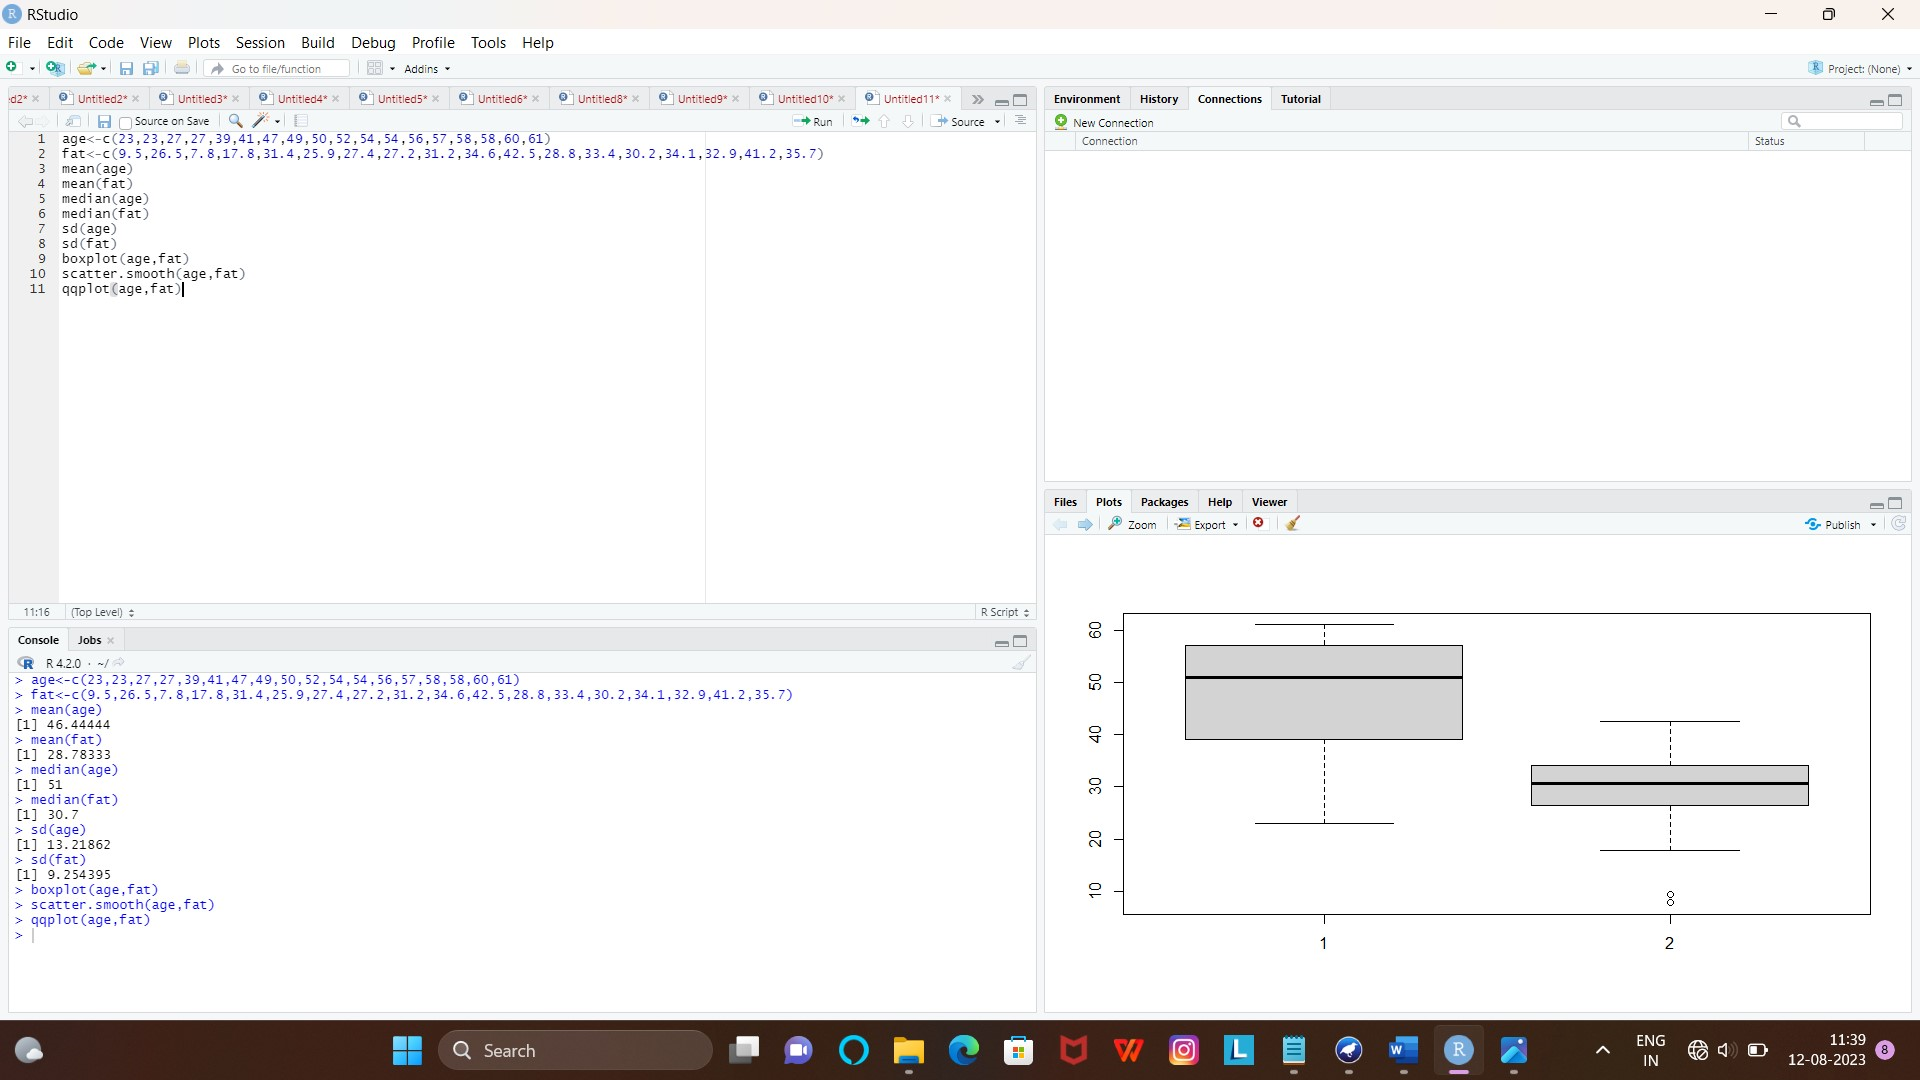 RStudio
File Edit Code View Plots Session Build Debug Profile Tools Help
Go to file/function Addins Project: (None)
ed2* Untitled2* Untitled3* Untitled4* Untitled5* Untitled6* Untitled8* Untitled9* Untitled10* Untitled11*
Source on Save Run Source
1 age<-c(23,23,27,27,39,41,47,49,50,52,54,54,56,57,58,58,60,61)
2 fat<-c(9.5,26.5,7.8,17.8,31.4,25.9,27.4,27.2,31.2,34.6,42.5,28.8,33.4,30.2,34.1,32.9,41.2,35.7)
3 mean(age)
4 mean(fat)
5 median(age)
6 median(fat)
7 sd(age)
8 sd(fat)
9 boxplot(age,fat)
10 scatter.smooth(age,fat)
11 qqplot(age,fat)
11:16 (Top Level) R Script
Console Jobs
R 4.2.0 · ~/
> age<-c(23,23,27,27,39,41,47,49,50,52,54,54,56,57,58,58,60,61)
> fat<-c(9.5,26.5,7.8,17.8,31.4,25.9,27.4,27.2,31.2,34.6,42.5,28.8,33.4,30.2,34.1,32.9,41.2,35.7)
> mean(age)
[1] 46.44444
> mean(fat)
[1] 28.78333
> median(age)
[1] 51
> median(fat)
[1] 30.7
> sd(age)
[1] 13.21862
> sd(fat)
[1] 9.254395
> boxplot(age,fat)
> scatter.smooth(age,fat)
> qqplot(age,fat)
>
Environment History Connections Tutorial
New Connection
Connection Status
Files Plots Packages Help Viewer
Zoom Export Publish
60
50
40
30
20
10
1 2
Search
L W R
ENG
IN
11:39
12-08-2023
8